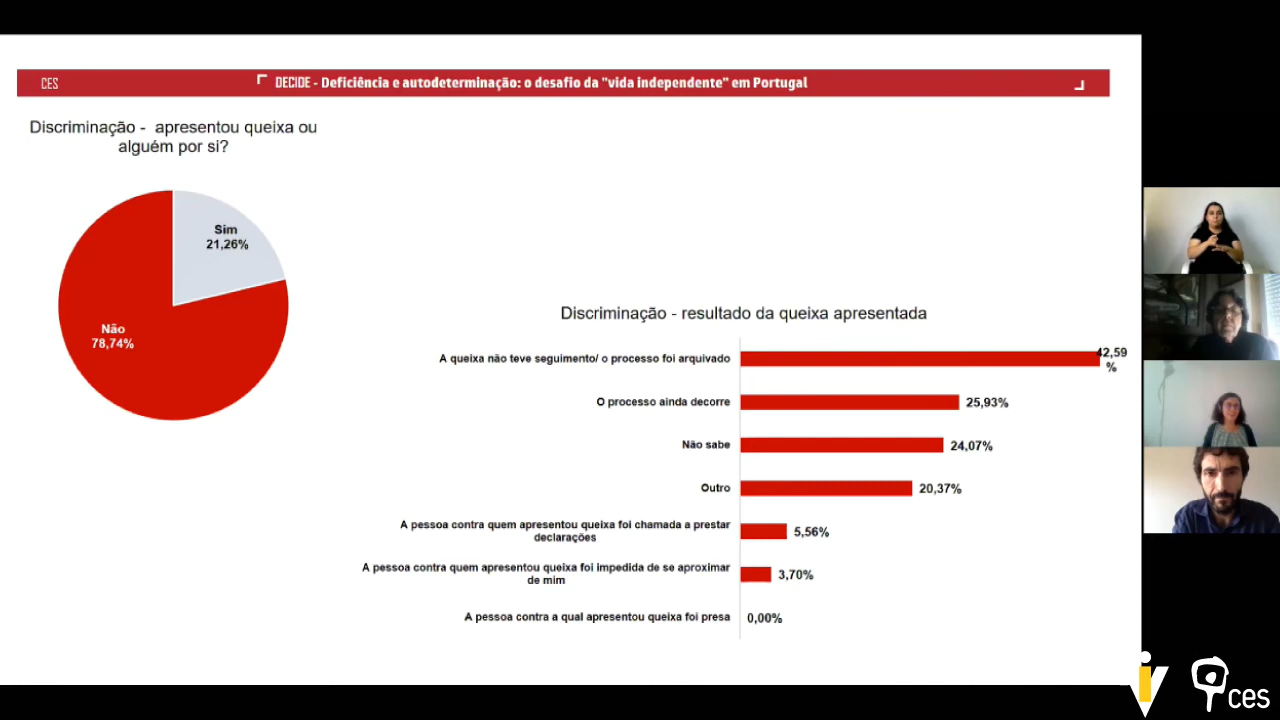 CES
DECIDE - Deficiência e autodeterminação: o desafio da "vida independente" em Portugal
Discriminação - apresentou queixa ou
alguém por si?
Sim
21,26%
Não
78,74%
Discriminação - resultado da queixa apresentada
A queixa não teve seguimento/ o processo foi arquivado
42,59
%
O processo ainda decorre
25,93%
Não sabe
24,07%
Outro
20,37%
A pessoa contra quem apresentou queixa foi chamada a prestar
declarações
5,56%
A pessoa contra quem apresentou queixa foi impedida de se aproximar
de mim
3,70%
A pessoa contra a qual apresentou queixa foi presa
0,00%
iv
ces